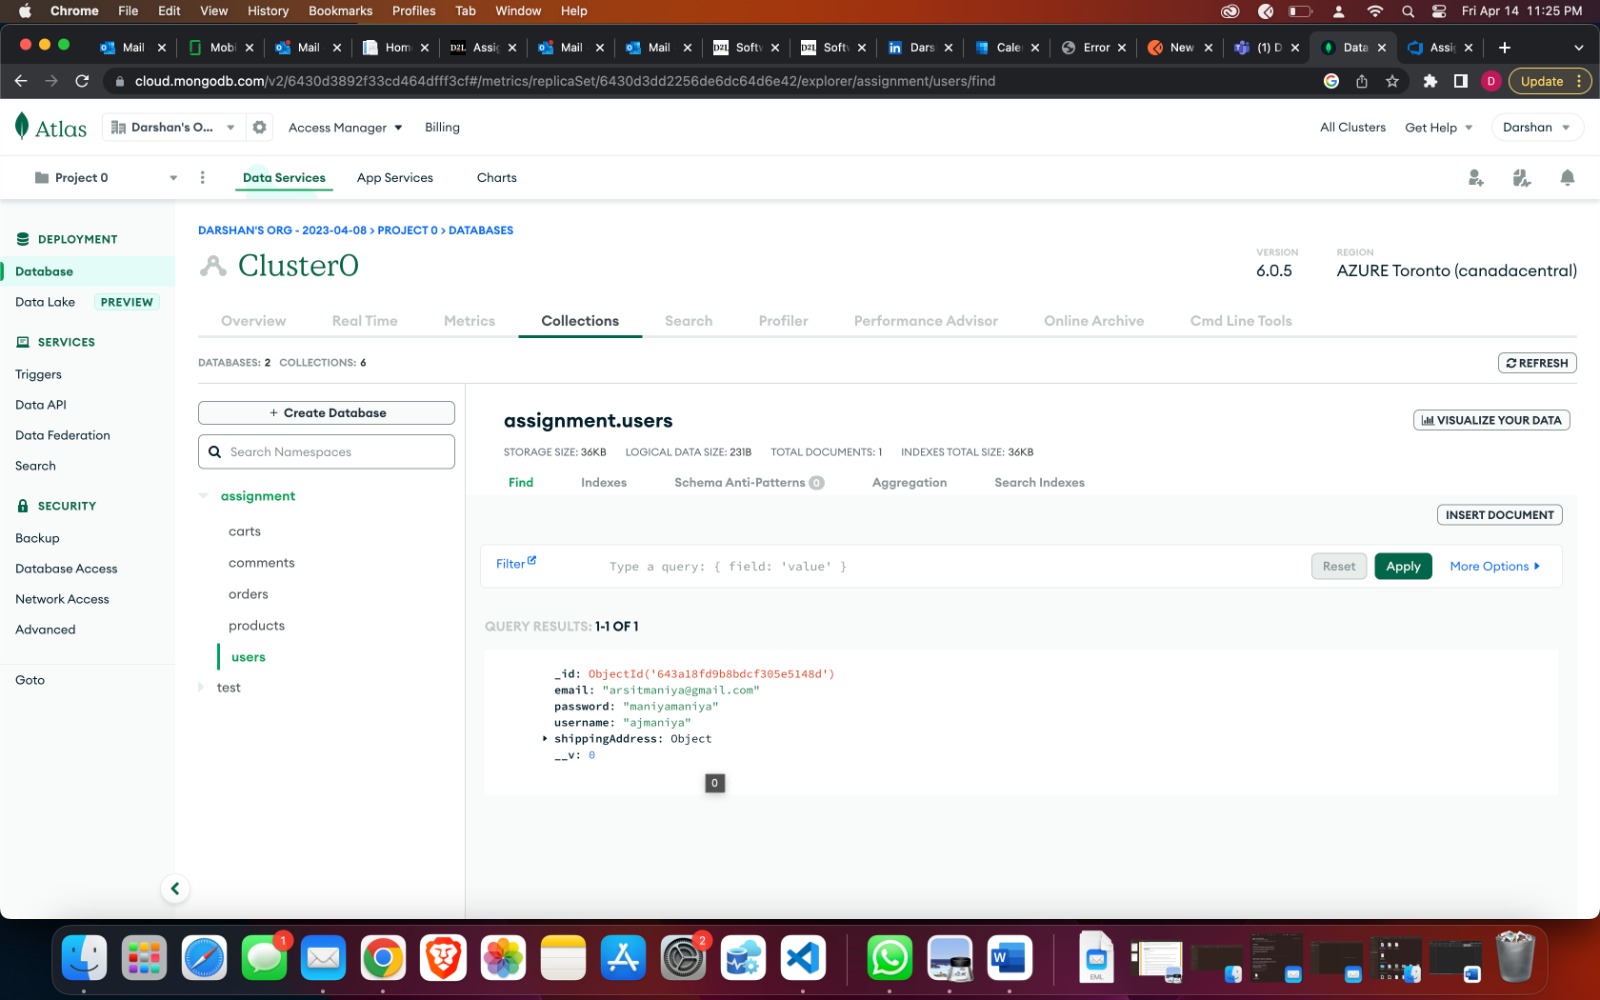 Chrome File Edit View History Bookmarks Profiles Tab Window Help Fri Apr 14 11:25 PM
Mail Mobi Mail Hom D2L Assig Mail Mail D2L Softv D2L Softv in Dars Cale Error New (1) D Data Assig
cloud.mongodb.com/v2/6430d3892f33cd464dfff3cf#/metrics/replicaSet/6430d3dd2256de6dc64d6e42/explorer/assignment/users/find D Update
Atlas Darshan's O... Access Manager Billing All Clusters Get Help Darshan
Project 0 Data Services App Services Charts
DEPLOYMENT
Database
Data Lake PREVIEW
SERVICES
Triggers
Data API
Data Federation
Search
SECURITY
Backup
Database Access
Network Access
Advanced
Goto
DARSHAN'S ORG - 2023-04-08 > PROJECT 0 > DATABASES
Cluster0
VERSION
6.0.5
REGION
AZURE Toronto (canadacentral)
Overview Real Time Metrics Collections Search Profiler Performance Advisor Online Archive Cmd Line Tools
DATABASES: 2 COLLECTIONS: 6 REFRESH
+ Create Database
Search Namespaces
assignment
carts
comments
orders
products
users
test
assignment.users
VISUALIZE YOUR DATA
STORAGE SIZE: 36KB LOGICAL DATA SIZE: 231B TOTAL DOCUMENTS: 1 INDEXES TOTAL SIZE: 36KB
Find Indexes Schema Anti-Patterns 0 Aggregation Search Indexes
INSERT DOCUMENT
Filter Type a query: { field: 'value' } Reset Apply More Options
QUERY RESULTS: 1-1 OF 1
_id: ObjectId('643a18fd9b8bdcf305e5148d')
email: "arsitmaniya@gmail.com"
password: "maniyamaniya"
username: "ajmaniya"
shippingAddress: Object
__v: 0
0
1
2
W
EML